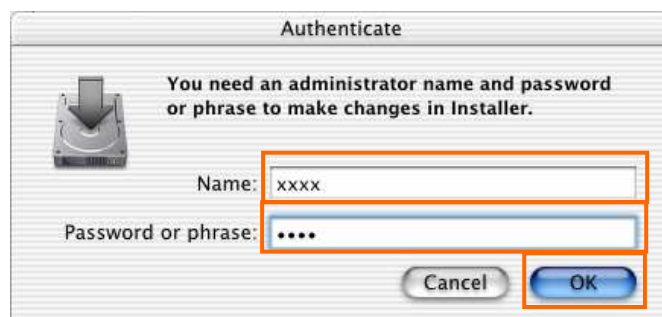 Authenticate
You need an administrator name and password
or phrase to make changes in Installer.
Name: xxxx
Password or phrase: ••••
Cancel OK